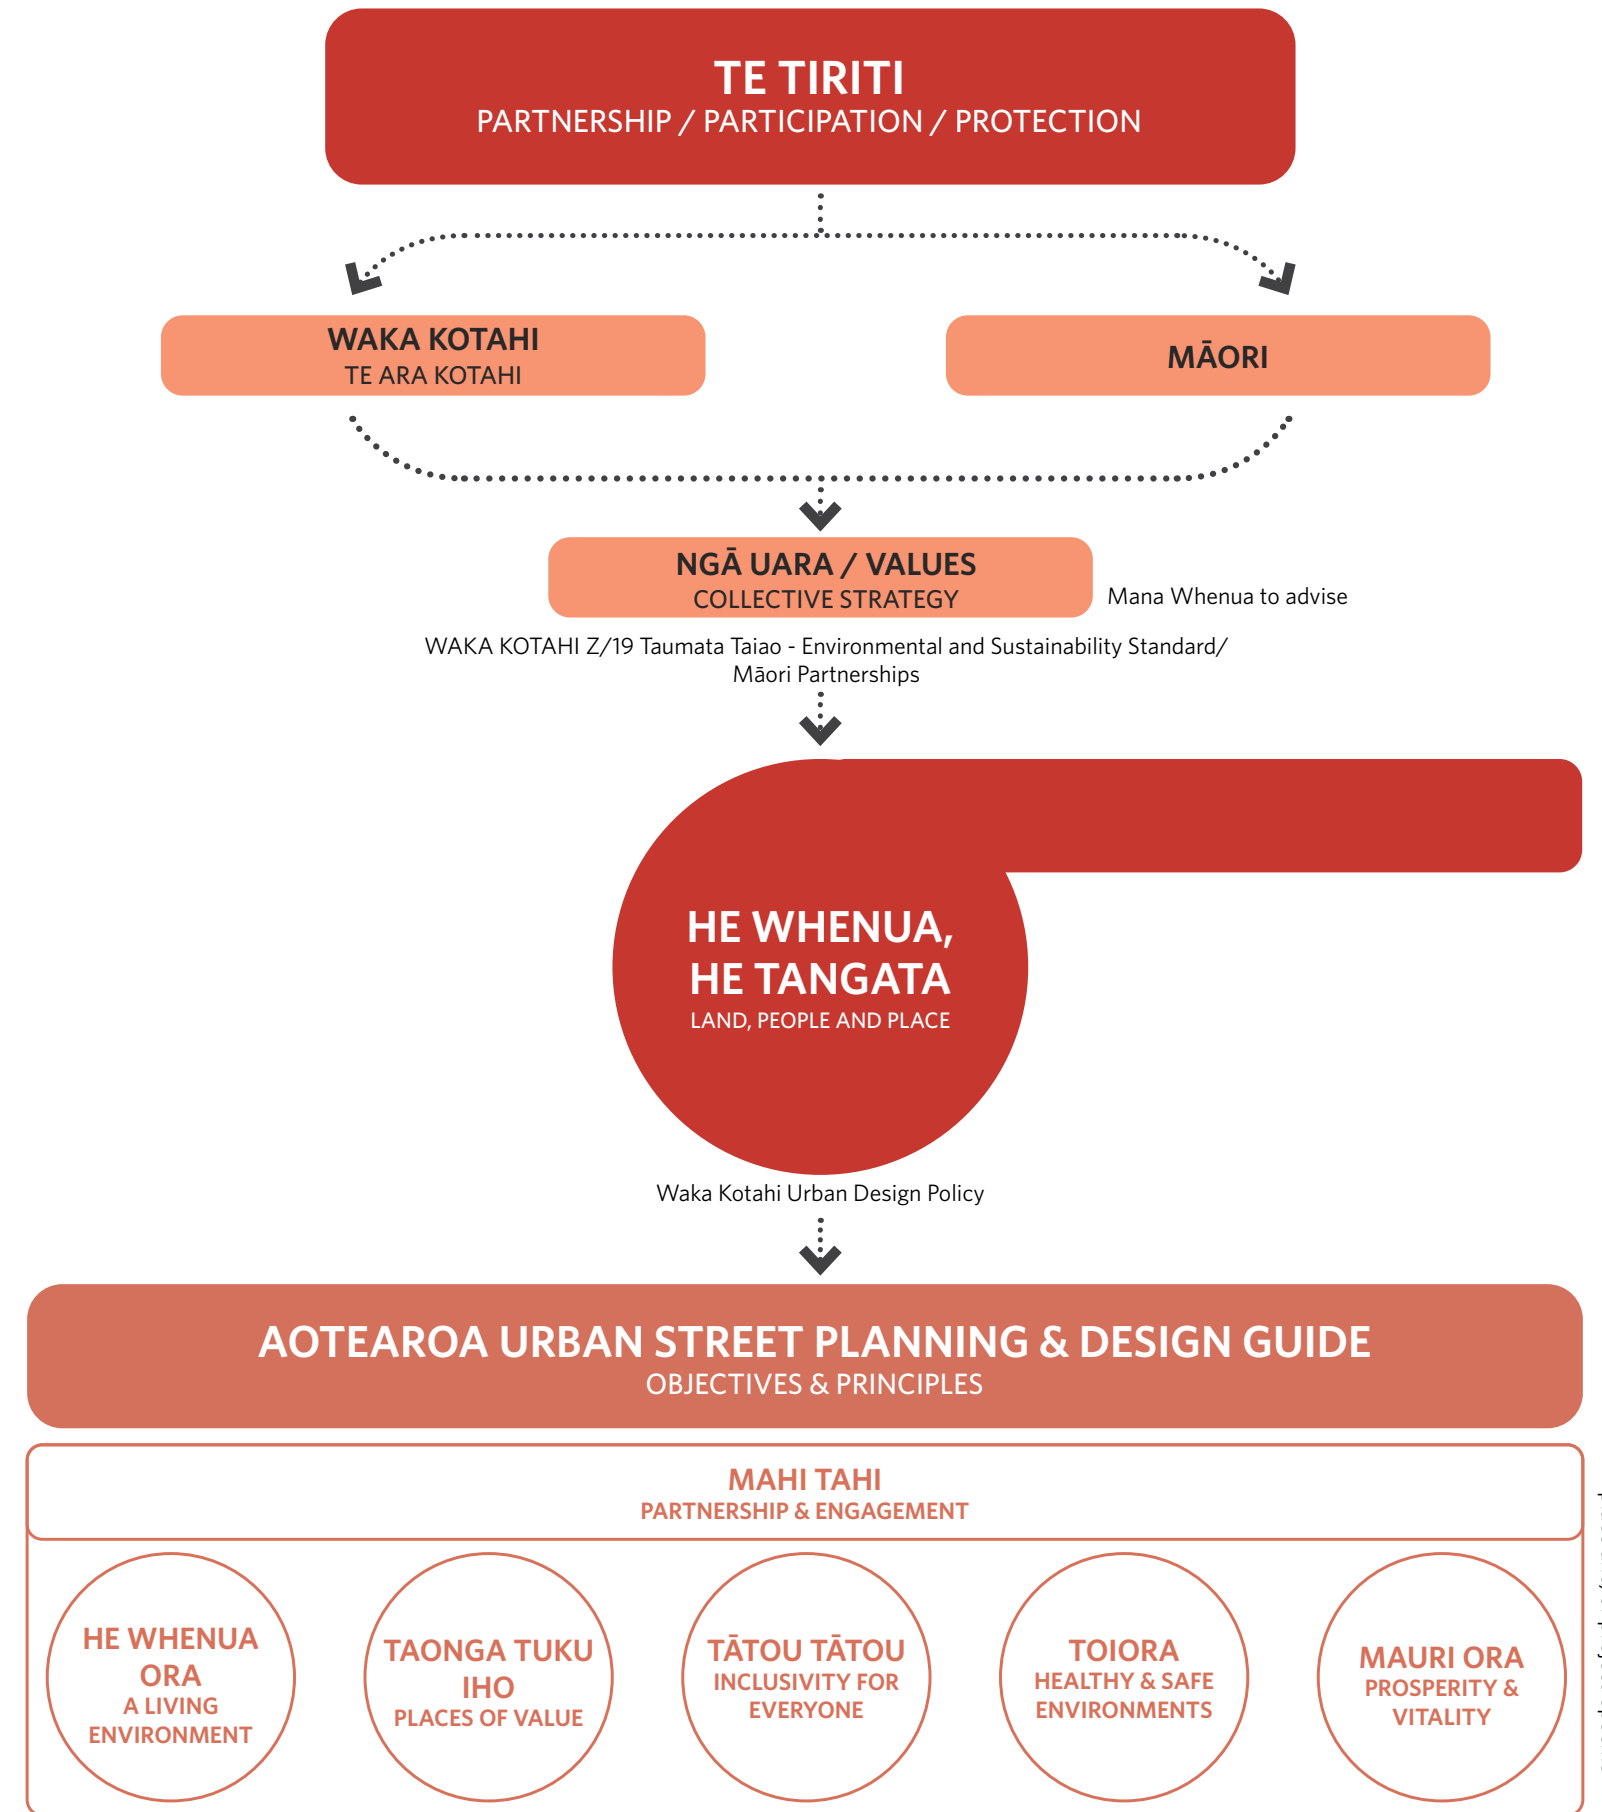 TE TIRITI
PARTNERSHIP / PARTICIPATION / PROTECTION
WAKA KOTAHI
TE ARA KOTAHI
MĀORI
NGĀ UARA / VALUES
COLLECTIVE STRATEGY
Mana Whenua to advise
WAKA KOTAHI Z/19 Taumata Taiao - Environmental and Sustainability Standard/
Māori Partnerships
HE WHENUA,
HE TANGATA
LAND, PEOPLE AND PLACE
Waka Kotahi Urban Design Policy
AOTEAROA URBAN STREET PLANNING & DESIGN GUIDE
OBJECTIVES & PRINCIPLES
MAHI TAHI
PARTNERSHIP & ENGAGEMENT
HE WHENUA
ORA
A LIVING
ENVIRONMENT
TAONGA TUKU
IHO
PLACES OF VALUE
TĀTOU TĀTOU
INCLUSIVITY FOR
EVERYONE
TOIORA
HEALTHY & SAFE
ENVIRONMENTS
MAURI ORA
PROSPERITY &
VITALITY